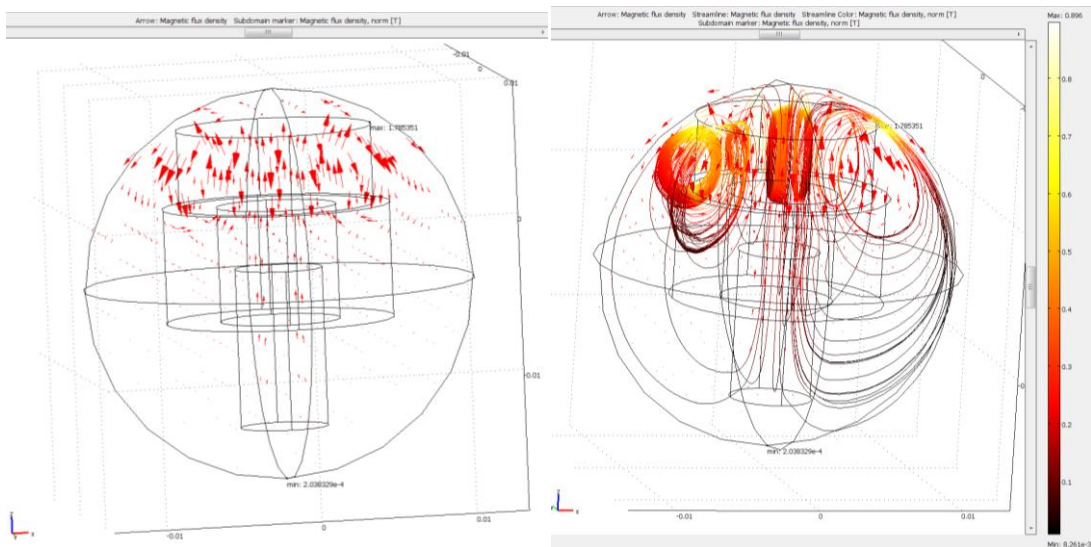 Arrow: Magnetic flux density Subdomain marker: Magnetic flux density, norm [T]
-0.01
0
0.01
max: 1.785351
0
-0.01
min: 2.038329e-4
0.01
0
-0.01
z
x
Arrow: Magnetic flux density Streamline: Magnetic flux density Streamline Color: Magnetic flux density, norm [T]
Subdomain marker: Magnetic flux density, norm [T]
Max: 0.896
-0.01
0
0.8
0.7
1.785351
0.6
0.5
0.4
0.3
0.2
0.1
min: 2.038329e-4
-0.01
0
0.01
z
x
Min: 8.261e-3